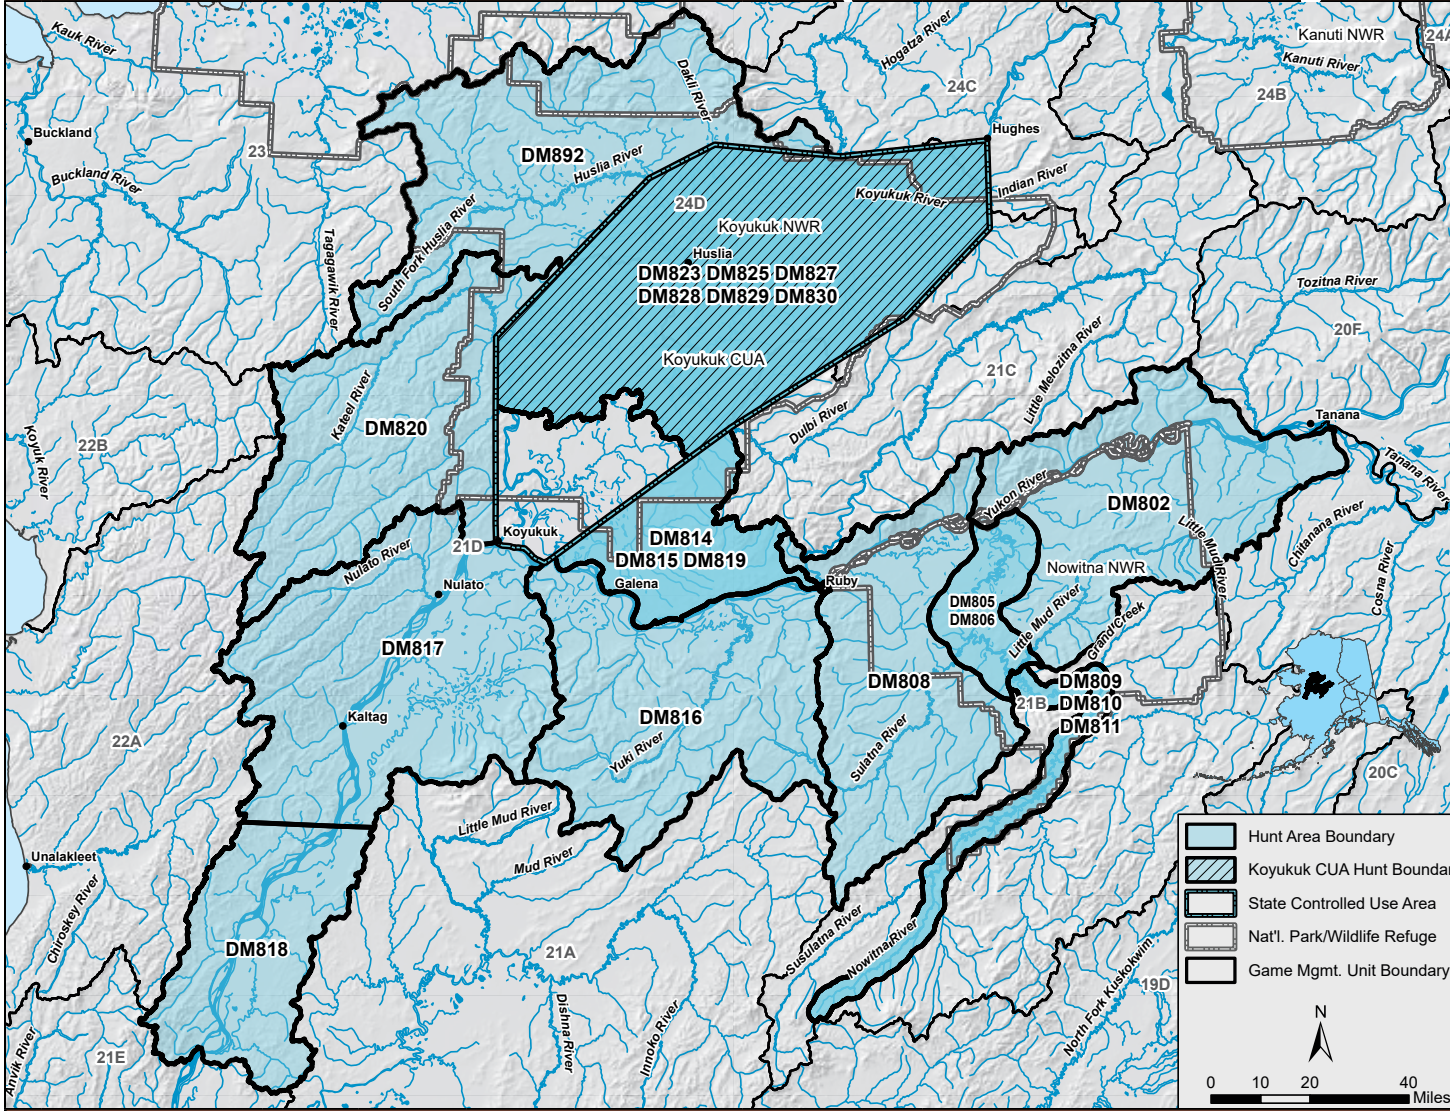 Kauk River
Hogatza River
Kanuti NWR
24A
Kanuti River
Dakli River
24C
24B
Buckland
Hughes
23
DM892
Huslia River
Buckland River
Indian River
Koyukuk River
24D
Koyukuk NWR
South Fork Huslia River
Tagagawik River
Huslia
DM823 DM825 DM827
DM828 DM829 DM830
Tozitna River
20F
Koyukuk CUA
21C
Little Melozitna River
Kateel River
DM820
Dulbi River
Tanana
22B
Koyuk River
Tanana River
Yukon River
DM802
Koyukuk
21D
DM814
DM815 DM819
Little Mud River
Chitanana River
Nulato River
Nulato
Galena
Ruby
Nowitna NWR
Cosna River
DM805
DM806
Little Mud River
Grand Creek
DM817
DM808
DM809
21B
DM810
DM811
Kaltag
DM816
22A
Yuki River
Sulatna River
20C
Little Mud River
Mud River
Unalakleet
Chiroskey River
DM818
21A
Susulatna River
Nowitna River
North Fork Kuskokwim
19D
Dishna River
Innoko River
Anvik River
21E
Hunt Area Boundary
Koyukuk CUA Hunt Boundar
State Controlled Use Area
Nat'l. Park/Wildlife Refuge
Game Mgmt. Unit Boundary
N
0 10 20 40
Miles